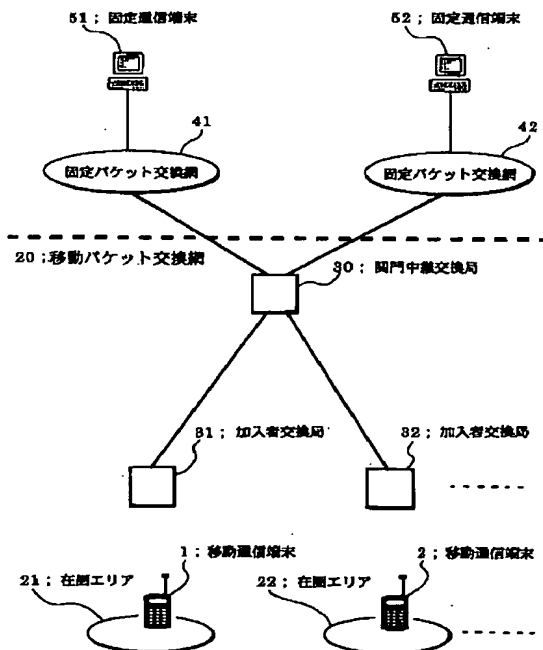 51；固定通信端末
52；固定通信端末
41
42
固定パケット交換網
固定パケット交換網
20；移動パケット交換網
30；関門中継交換局
31；加入者交換局
32；加入者交換局
1；移動通信端末
2；移動通信端末
21；在圏エリア
22；在圏エリア